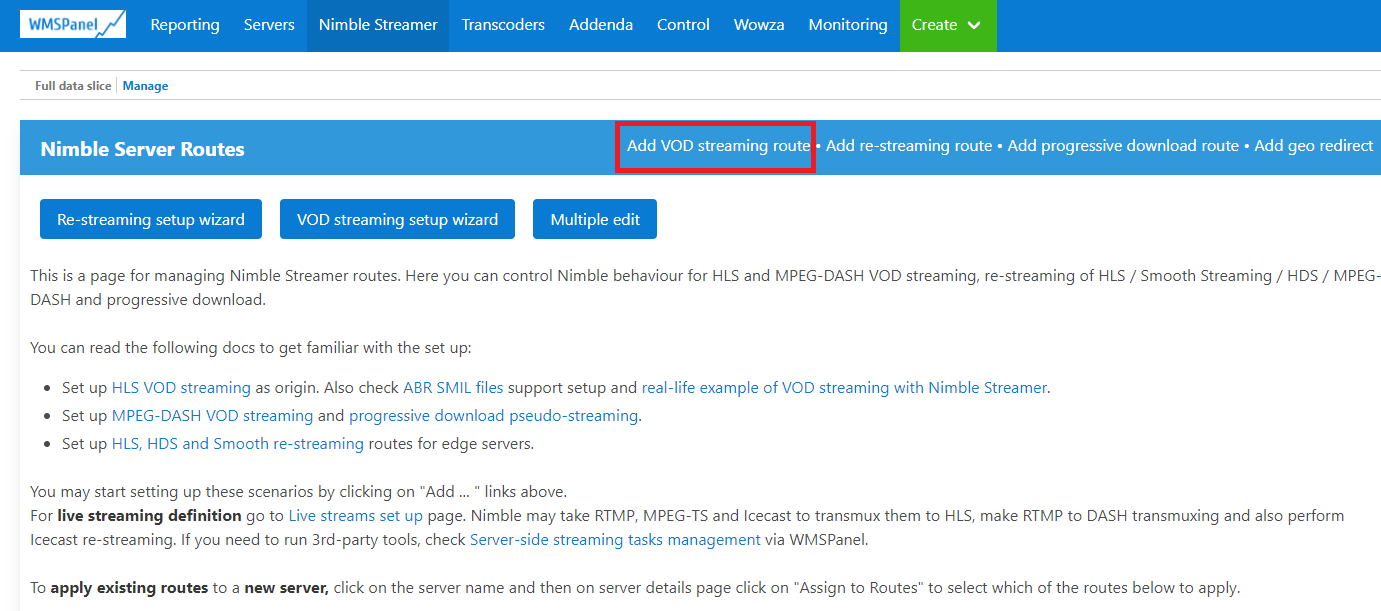 WMSPanel Reporting Servers Nimble Streamer Transcoders Addenda Control Wowza Monitoring Create
Full data slice Manage
Nimble Server Routes Add VOD streaming route • Add re-streaming route • Add progressive download route • Add geo redirect
Re-streaming setup wizard VOD streaming setup wizard Multiple edit
This is a page for managing Nimble Streamer routes. Here you can control Nimble behaviour for HLS and MPEG-DASH VOD streaming, re-streaming of HLS / Smooth Streaming / HDS / MPEG-
DASH and progressive download.
You can read the following docs to get familiar with the set up:
• Set up HLS VOD streaming as origin. Also check ABR SMIL files support setup and real-life example of VOD streaming with Nimble Streamer.
• Set up MPEG-DASH VOD streaming and progressive download pseudo-streaming.
• Set up HLS, HDS and Smooth re-streaming routes for edge servers.
You may start setting up these scenarios by clicking on "Add ... " links above.
For live streaming definition go to Live streams set up page. Nimble may take RTMP, MPEG-TS and Icecast to transmux them to HLS, make RTMP to DASH transmuxing and also perform
Icecast re-streaming. If you need to run 3rd-party tools, check Server-side streaming tasks management via WMSPanel.
To apply existing routes to a new server, click on the server name and then on server details page click on "Assign to Routes" to select which of the routes below to apply.